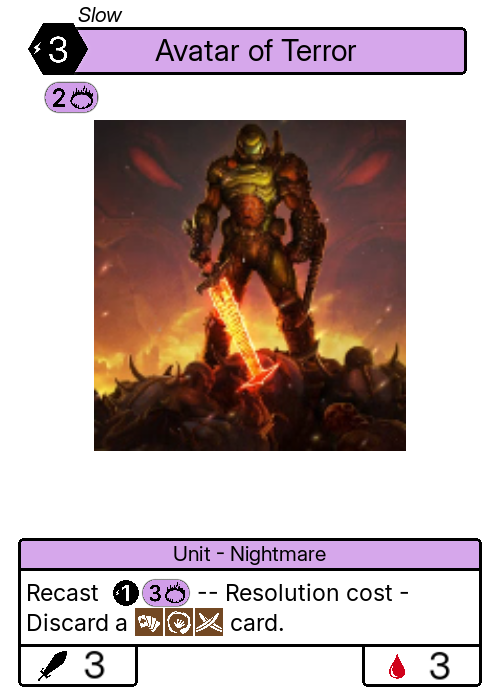 Slow
3 Avatar of Terror
2
Unit - Nightmare
Recast 1 3 -- Resolution cost -
Discard a card.
3 3